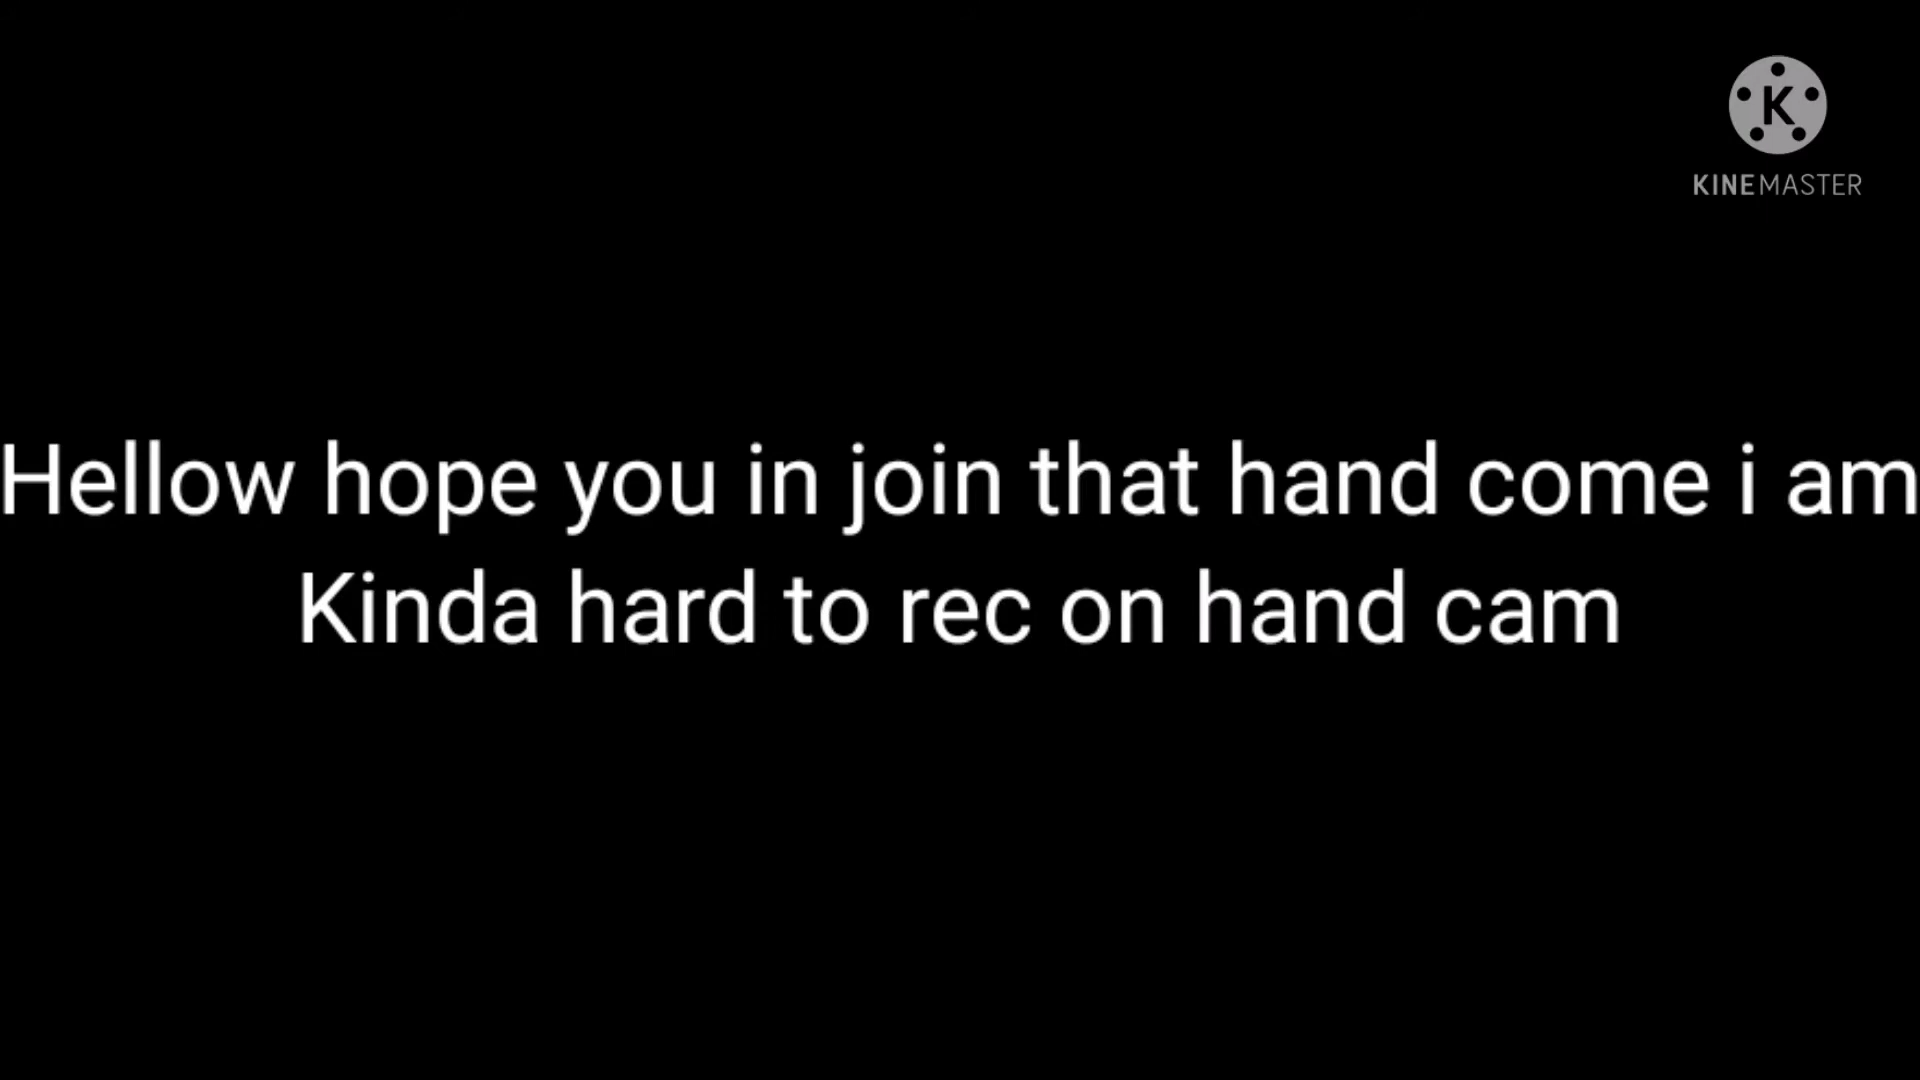 K
KINEMASTER
Hellow hope you in join that hand come i am
Kinda hard to rec on hand cam